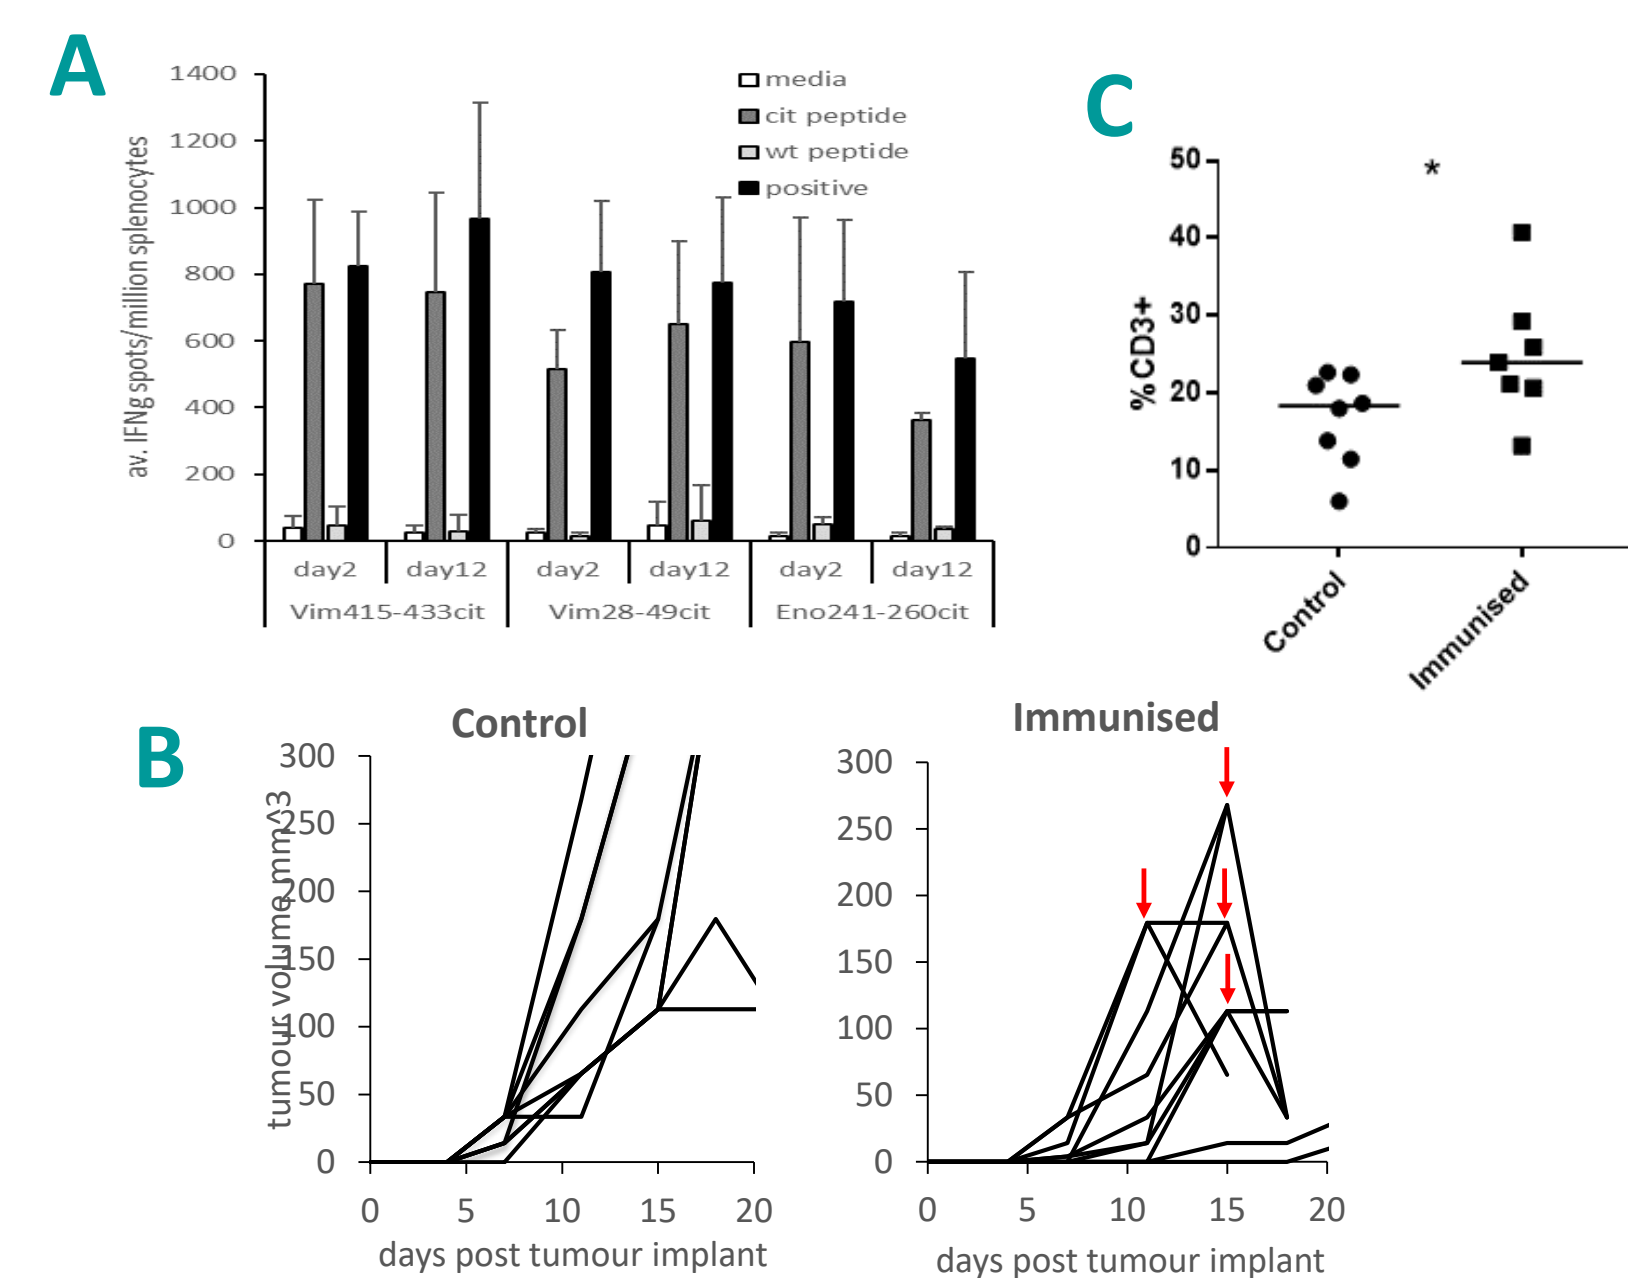 A
1400
1200
1000
800
600
400
200
0
av. IFNg spots/million splenocytes
media
cit peptide
wt peptide
positive
day2 day12 day2 day12 day2 day12
Vim415-433cit Vim28-49cit Eno241-260cit
C
50
40
30
20
10
0
%CD3+
*
Control
Immunised
B
Control
300
250
200
150
100
50
0
tumour volume mm^3
0 5 10 15 20
days post tumour implant
Immunised
300
250
200
150
100
50
0
0 5 10 15 20
days post tumour implant